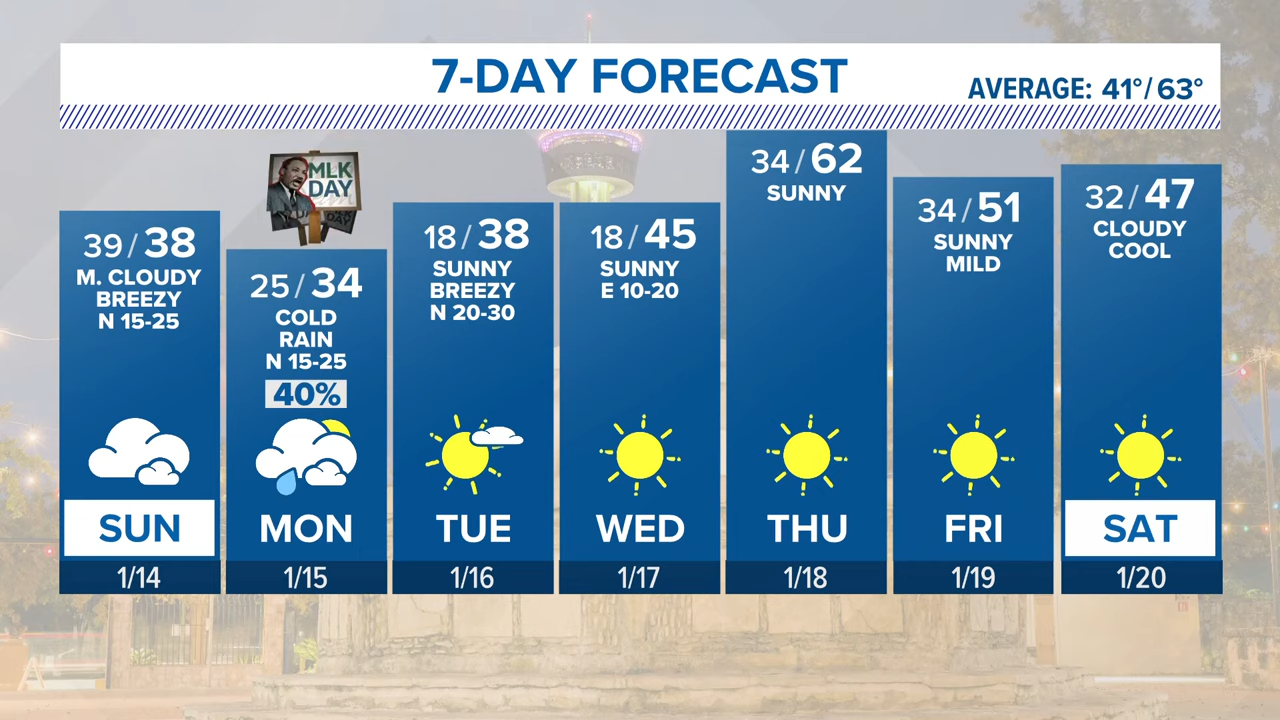 7-DAY FORECAST
AVERAGE: 41°/63°
MLK
DAY
39/38
M. CLOUDY
BREEZY
N 15-25
SUN
1/14
25/34
COLD
RAIN
N 15-25
40%
MON
1/15
18/38
SUNNY
BREEZY
N 20-30
TUE
1/16
18/45
SUNNY
E 10-20
WED
1/17
34/62
SUNNY
THU
1/18
34/51
SUNNY
MILD
FRI
1/19
32/47
CLOUDY
COOL
SAT
1/20